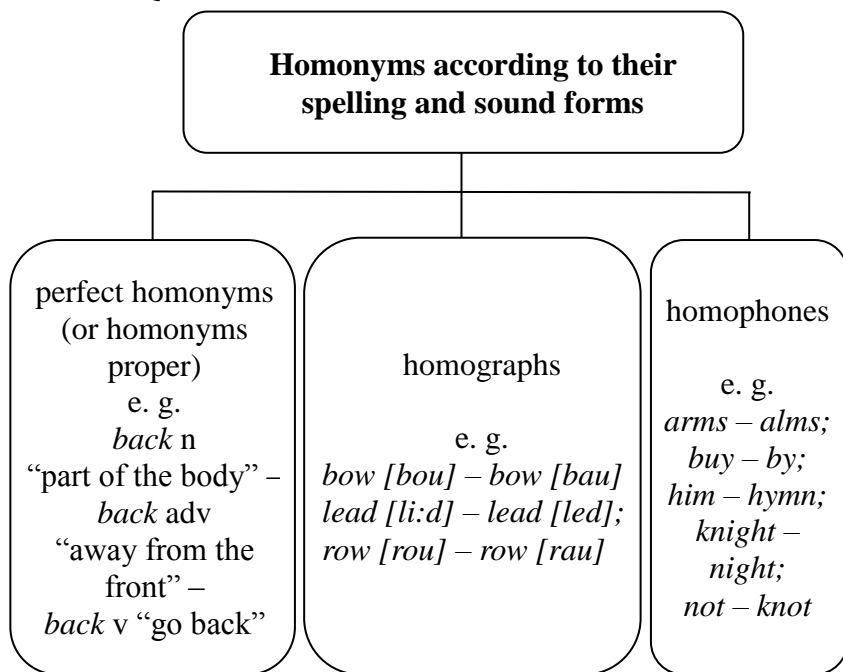 Homonyms according to their
spelling and sound forms
perfect homonyms
(or homonyms
proper)
e. g.
back n
“part of the body” –
back adv
“away from the
front” –
back v “go back”
homographs
e. g.
bow [bou] – bow [bau]
lead [li:d] – lead [led];
row [rou] – row [rau]
homophones
e. g.
arms – alms;
buy – by;
him – hymn;
knight –
night;
not – knot